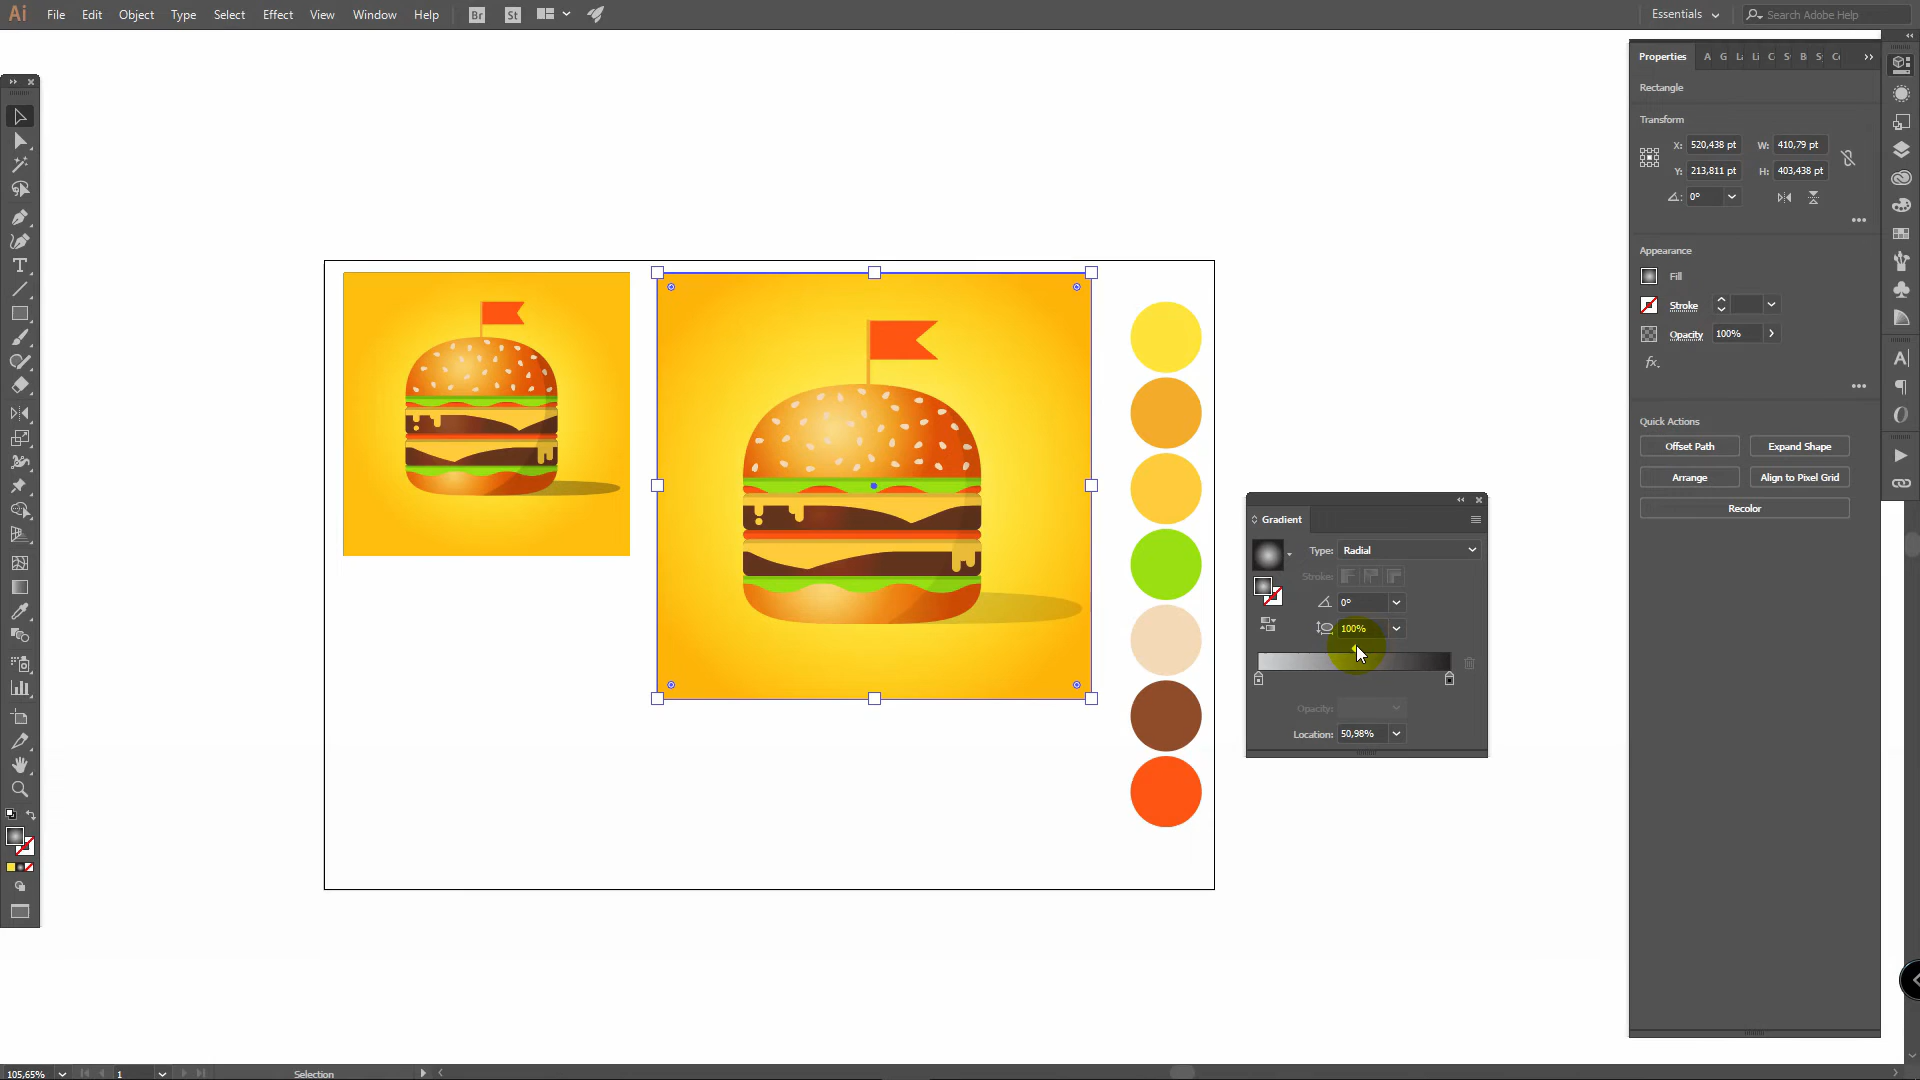 Ai File Edit Object Type Select Effect View Window Help Br St Essentials Search Adobe Help
Properties A G La Li C S B S C
Rectangle
Transform
X: 520,438 pt W: 410,79 pt
Y: 213,811 pt H: 403,438 pt
0°
Appearance
Fill
Stroke
Opacity 100%
fx.
Quick Actions
Offset Path Expand Shape
Arrange Align to Pixel Grid
Recolor
Gradient
Type: Radial
Stroke:
0°
100%
Opacity:
Location: 50,98%
105,65% 1 Selection